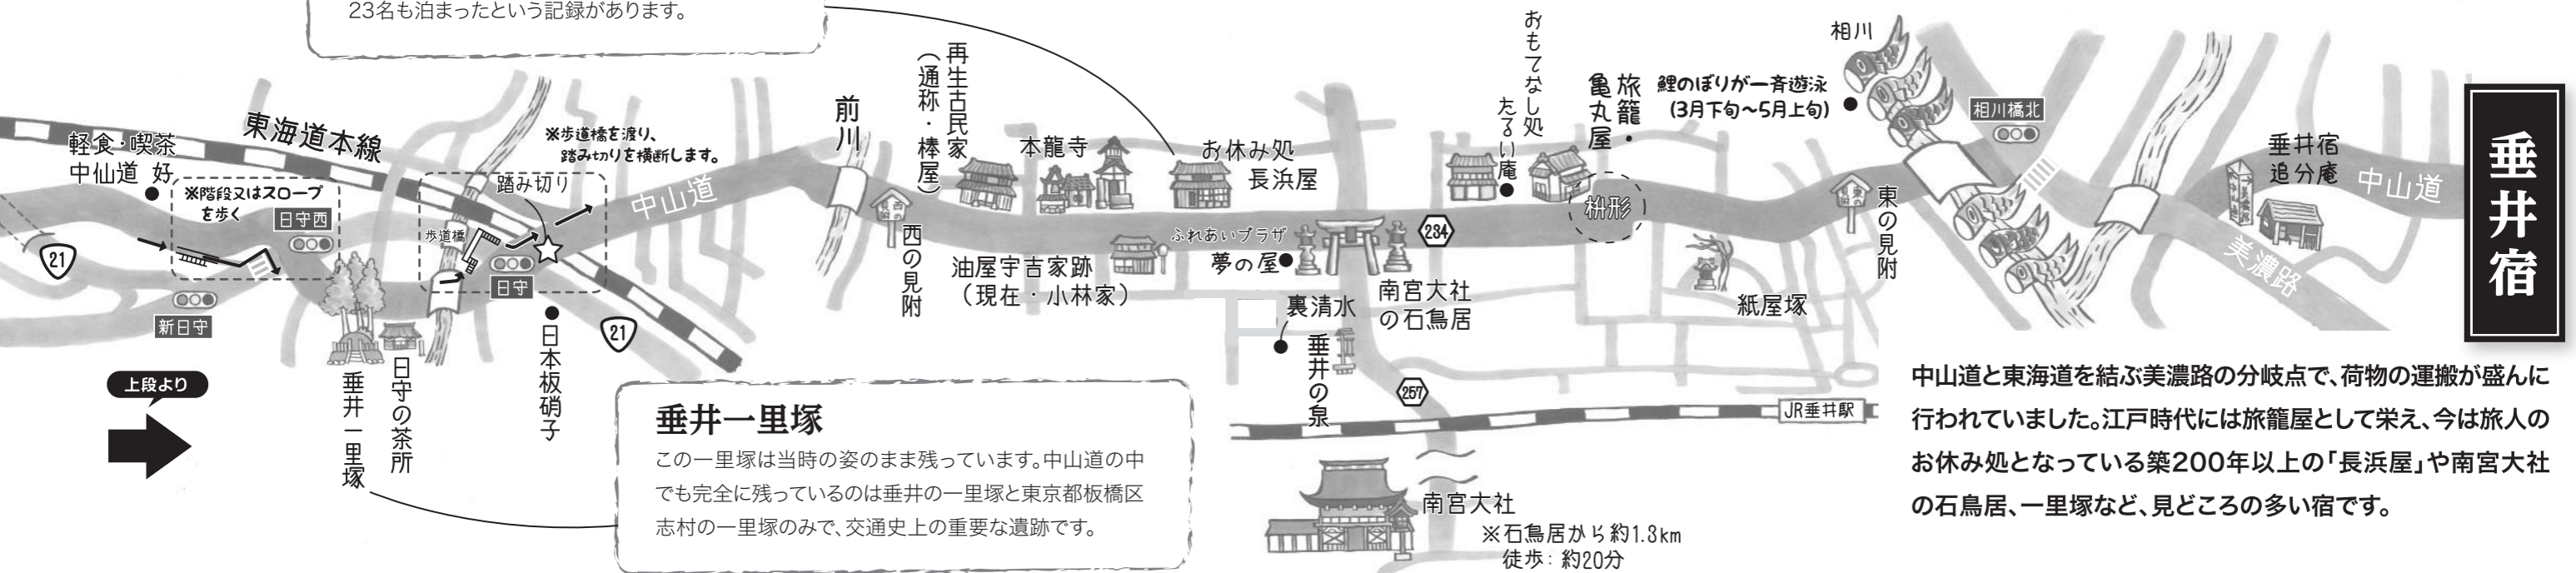 23名も泊まったという記録があります。
軽食・喫茶
中仙道 好
東海道本線
※階段又はスロープ
を歩く
日守西
21
新日守
上段より
垂井一里塚
日守の茶所
歩道橋
踏み切り
※歩道橋を渡り、
踏み切りを横断します。
日守
日本板硝子
21
中山道
前川
西の見附
西の見附
再生古民家
（通称・棒屋）
本龍寺
お休み処
長浜屋
油屋宇吉家跡
（現在・小林家）
ふれあいプラザ
夢の屋
234
南宮大社
の石鳥居
裏清水
垂井の泉
257
おもてなし処
たるい庵
旅籠・
亀丸屋
枡形
紙屋塚
東の見附
東の見附
相川
鯉のぼりが一斉遊泳
(3月下旬〜5月上旬)
相川橋北
垂井宿
追分庵
中山道
美濃路
JR垂井駅
南宮大社
※石鳥居から約1.3km
徒歩：約20分
垂井一里塚
この一里塚は当時の姿のまま残っています。中山道の中
でも完全に残っているのは垂井の一里塚と東京都板橋区
志村の一里塚のみで、交通史上の重要な遺跡です。
垂井宿
中山道と東海道を結ぶ美濃路の分岐点で、荷物の運搬が盛んに
行われていました。江戸時代には旅籠屋として栄え、今は旅人の
お休み処となっている築200年以上の「長浜屋」や南宮大社
の石鳥居、一里塚など、見どころの多い宿です。